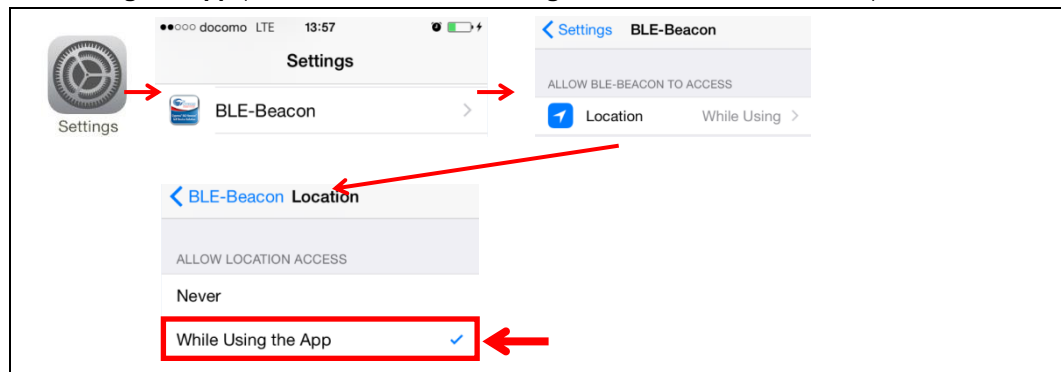 docomo LTE 13:57
Settings
BLE-Beacon
Settings
Settings BLE-Beacon
ALLOW BLE-BEACON TO ACCESS
Location While Using
BLE-Beacon Location
ALLOW LOCATION ACCESS
Never
While Using the App